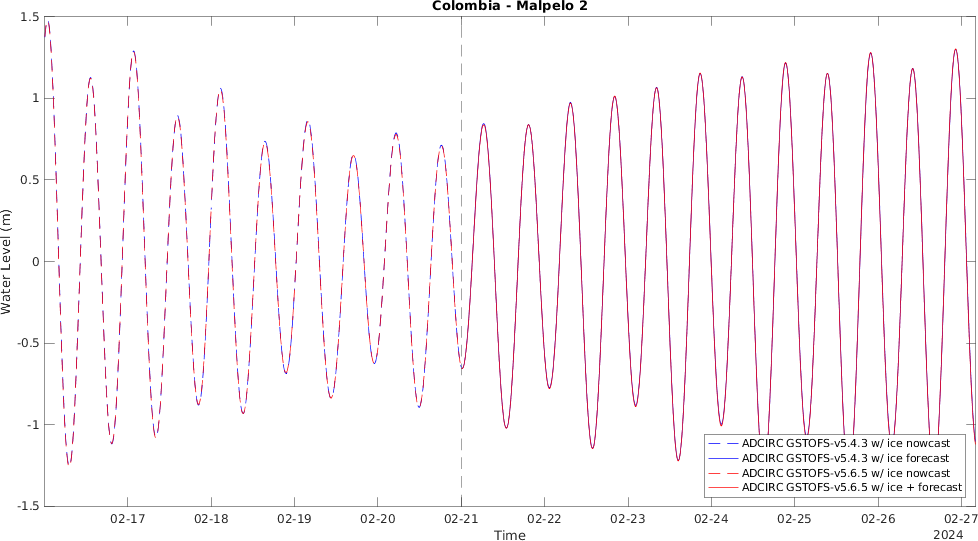 Colombia - Malpelo 2
Water Level (m)
1.5
1
0.5
0
-0.5
-1
-1.5
ADCIRC GSTOFS-v5.4.3 w/ ice nowcast
ADCIRC GSTOFS-v5.4.3 w/ ice forecast
ADCIRC GSTOFS-v5.6.5 w/ ice nowcast
ADCIRC GSTOFS-v5.6.5 w/ ice + forecast
02-17 02-18 02-19 02-20 02-21 02-22 02-23 02-24 02-25 02-26 02-27
Time
2024